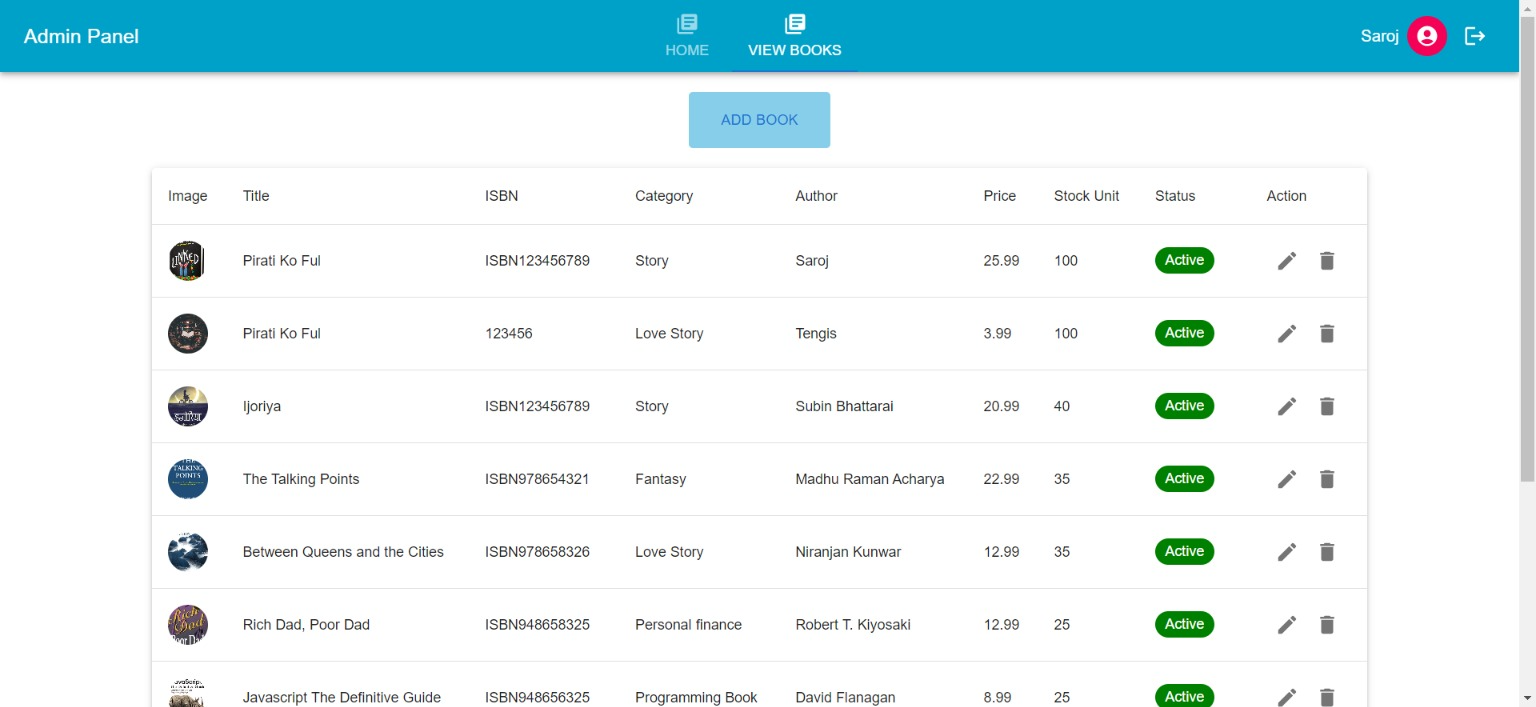 Admin Panel
HOME
VIEW BOOKS
Saroj
ADD BOOK
Image Title ISBN Category Author Price Stock Unit Status Action
LINKED Pirati Ko Ful ISBN123456789 Story Saroj 25.99 100 Active
Pirati Ko Ful 123456 Love Story Tengis 3.99 100 Active
Ijoriya ISBN123456789 Story Subin Bhattarai 20.99 40 Active
TALKING
POINTS
The Talking Points ISBN978654321 Fantasy Madhu Raman Acharya 22.99 35 Active
Between Queens and the Cities ISBN978658326 Love Story Niranjan Kunwar 12.99 35 Active
Rich
Dad
Rich Dad, Poor Dad ISBN948658325 Personal finance Robert T. Kiyosaki 12.99 25 Active
Javascript The Definitive Guide ISBN948656325 Programming Book David Flanagan 8.99 25 Active